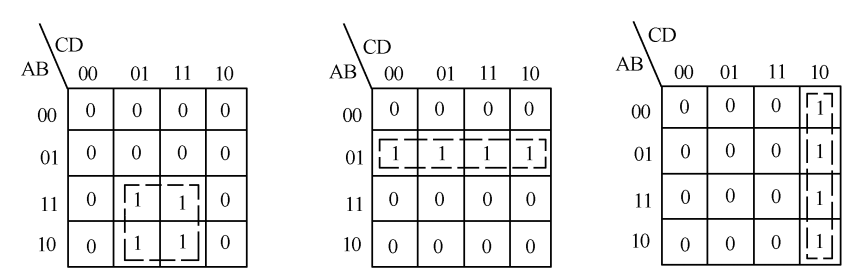 CD CD CD
AB 00 01 11 10 AB 00 01 11 10 AB 00 01 11 10
00 0 0 0 0 00 0 0 0 0 00 0 0 0 1
01 0 0 0 0 01 1 1 1 1 01 0 0 0 1
11 0 1 1 0 11 0 0 0 0 11 0 0 0 1
10 0 1 1 0 10 0 0 0 0 10 0 0 0 1